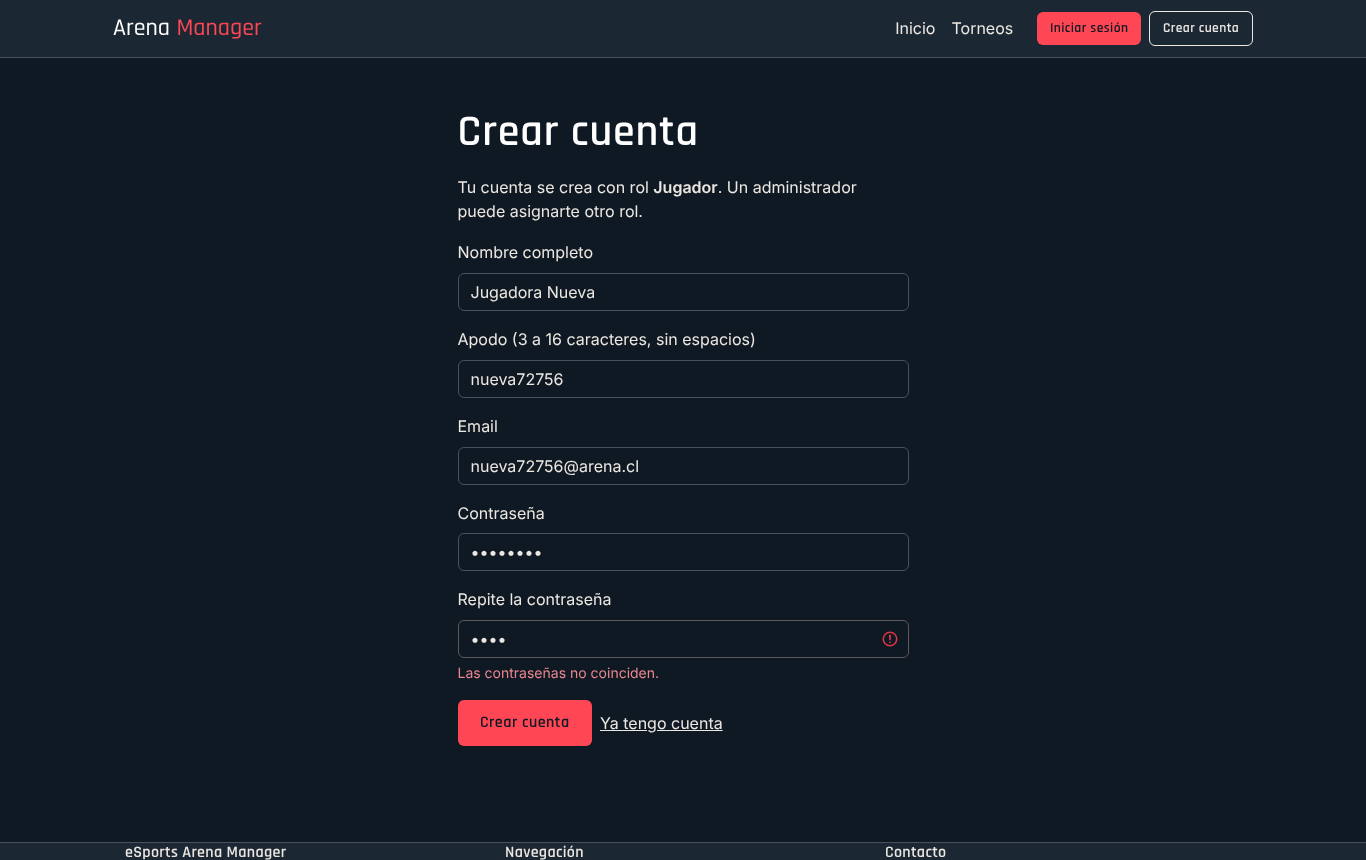 Arena Manager
Inicio
Torneos
Iniciar sesión
Crear cuenta
Crear cuenta
Tu cuenta se crea con rol Jugador. Un administrador
puede asignarte otro rol.
Nombre completo
Jugadora Nueva
Apodo (3 a 16 caracteres, sin espacios)
nueva72756
Email
nueva72756@arena.cl
Contraseña
••••••••
Repite la contraseña
••••
Las contraseñas no coinciden.
Crear cuenta
Ya tengo cuenta
eSports Arena Manager
Navegación
Contacto